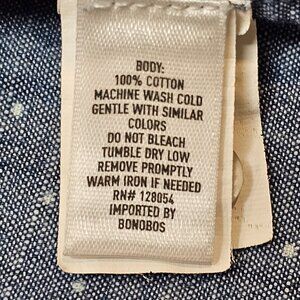 BODY:
100% COTTON
MACHINE WASH COLD
GENTLE WITH SIMILAR
COLORS
DO NOT BLEACH
TUMBLE DRY LOW
REMOVE PROMPTLY
WARM IRON IF NEEDED
RN# 128054
IMPORTED BY
BONOBOS